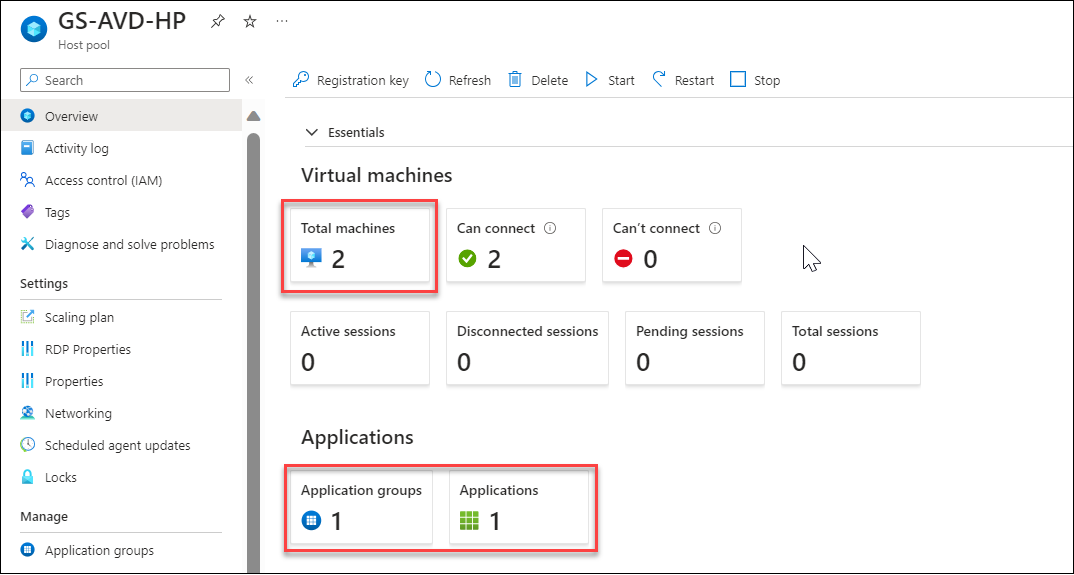 GS-AVD-HP
Host pool
Search
Overview
Activity log
Access control (IAM)
Tags
Diagnose and solve problems
Settings
Scaling plan
RDP Properties
Properties
Networking
Scheduled agent updates
Locks
Manage
Application groups
Registration key Refresh Delete Start Restart Stop
Essentials
Virtual machines
Total machines
2
Can connect
2
Can't connect
0
Active sessions
0
Disconnected sessions
0
Pending sessions
0
Total sessions
0
Applications
Application groups
1
Applications
1